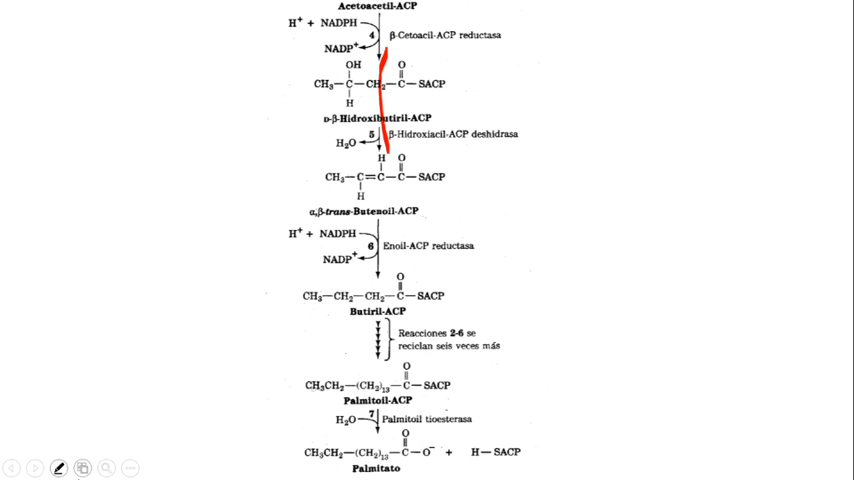 Acetoacetil-ACP
H⁺ + NADPH
4 β-Cetoacil-ACP reductasa
NADP⁺
OH O
CH₃—C—CH₂—C—SACP
H
D-β-Hidroxibutiril-ACP
5 β-Hidroxiacil-ACP deshidrasa
H₂O
H O
CH₃—C=C—C—SACP
H
α,β-trans-Butenoil-ACP
H⁺ + NADPH
6 Enoil-ACP reductasa
NADP⁺
O
CH₃—CH₂—CH₂—C—SACP
Butiril-ACP
Reacciones 2-6 se
reciclan seis veces más
O
CH₃CH₂—(CH₂)₁₃—C—SACP
Palmitoil-ACP
H₂O 7 Palmitoil tioesterasa
O
CH₃CH₂—(CH₂)₁₃—C—O⁻ + H—SACP
Palmitato